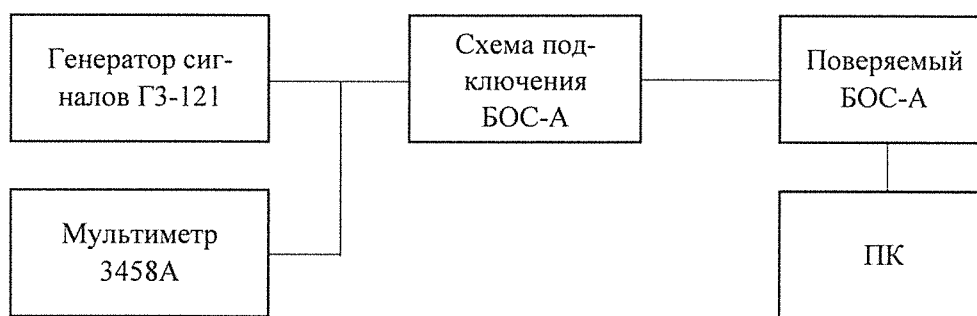 Генератор сиг-
налов Г3-121
Схема под-
ключения
БОС-А
Поверяемый
БОС-А
Мультиметр
3458А
ПК